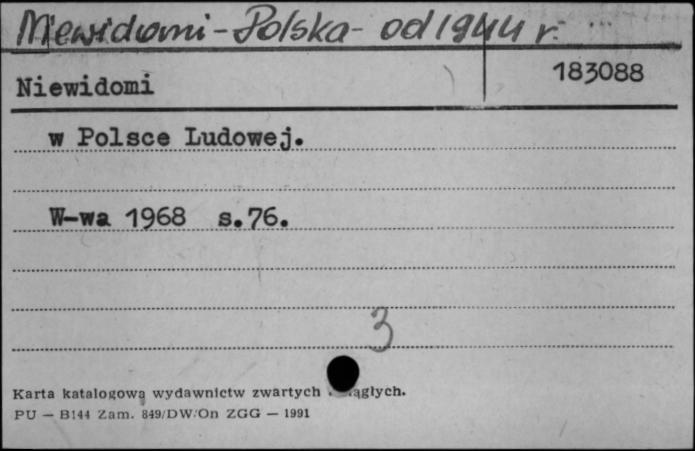 Niewidomi - Polska - od 1944 r.
183088
Niewidomi
w Polsce Ludowej.
W-wa 1968 s.76.
3
Karta katalogowa wydawnictw zwartych
PU — B144 Zam. 849/DW/On ZGG — 1991